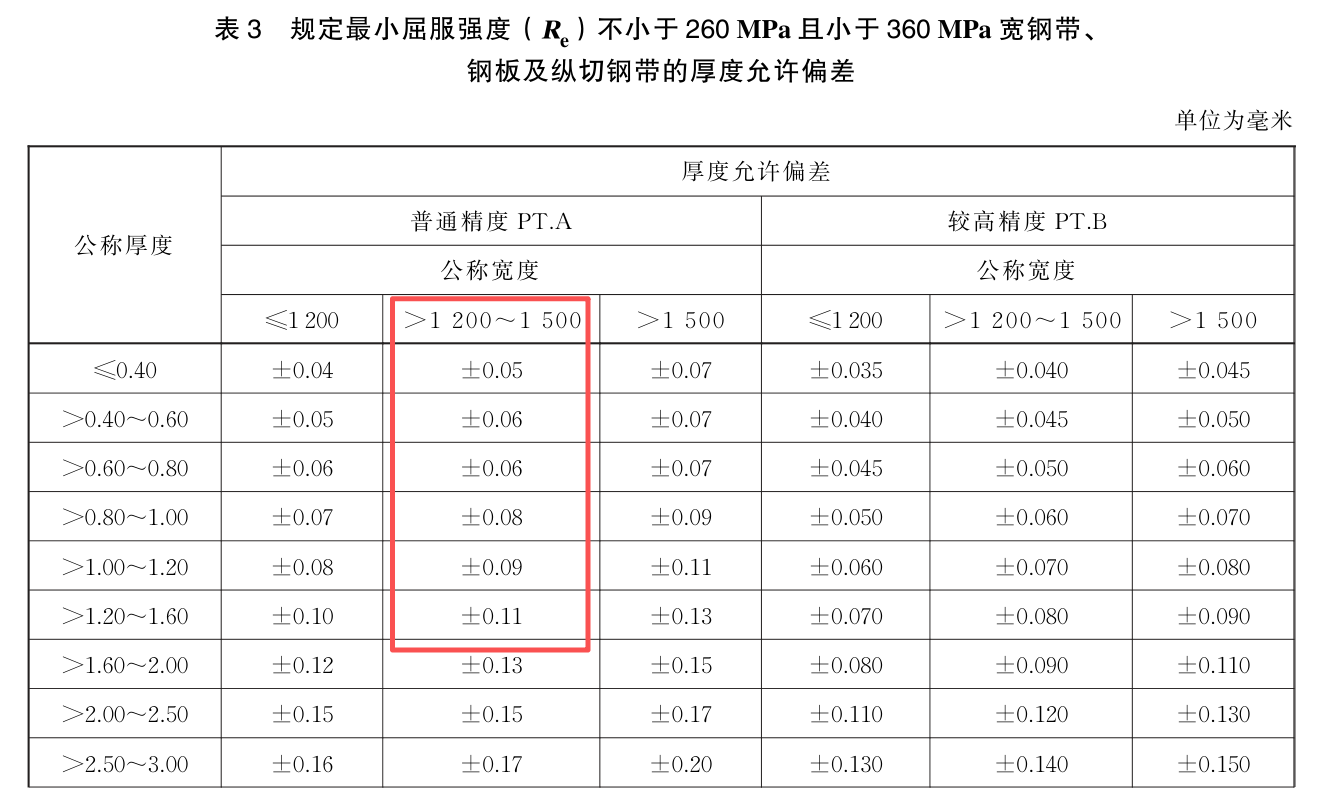 表 3 规定最小屈服强度（Re）不小于 260 MPa 且小于 360 MPa 宽钢带、
钢板及纵切钢带的厚度允许偏差
单位为毫米
公称厚度 厚度允许偏差
普通精度 PT.A 较高精度 PT.B
公称宽度 公称宽度
≤1 200 >1 200～1 500 >1 500 ≤1 200 >1 200～1 500 >1 500
≤0.40 ±0.04 ±0.05 ±0.07 ±0.035 ±0.040 ±0.045
>0.40～0.60 ±0.05 ±0.06 ±0.07 ±0.040 ±0.045 ±0.050
>0.60～0.80 ±0.06 ±0.06 ±0.07 ±0.045 ±0.050 ±0.060
>0.80～1.00 ±0.07 ±0.08 ±0.09 ±0.050 ±0.060 ±0.070
>1.00～1.20 ±0.08 ±0.09 ±0.11 ±0.060 ±0.070 ±0.080
>1.20～1.60 ±0.10 ±0.11 ±0.13 ±0.070 ±0.080 ±0.090
>1.60～2.00 ±0.12 ±0.13 ±0.15 ±0.080 ±0.090 ±0.110
>2.00～2.50 ±0.15 ±0.15 ±0.17 ±0.110 ±0.120 ±0.130
>2.50～3.00 ±0.16 ±0.17 ±0.20 ±0.130 ±0.140 ±0.150